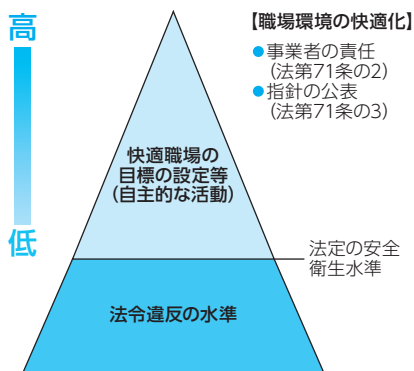 高
低
【職場環境の快適化】
●事業者の責任
(法第71条の2)
●指針の公表
(法第71条の3)
快適職場の
目標の設定等
(自主的な活動)
法定の安全
衛生水準
法令違反の水準